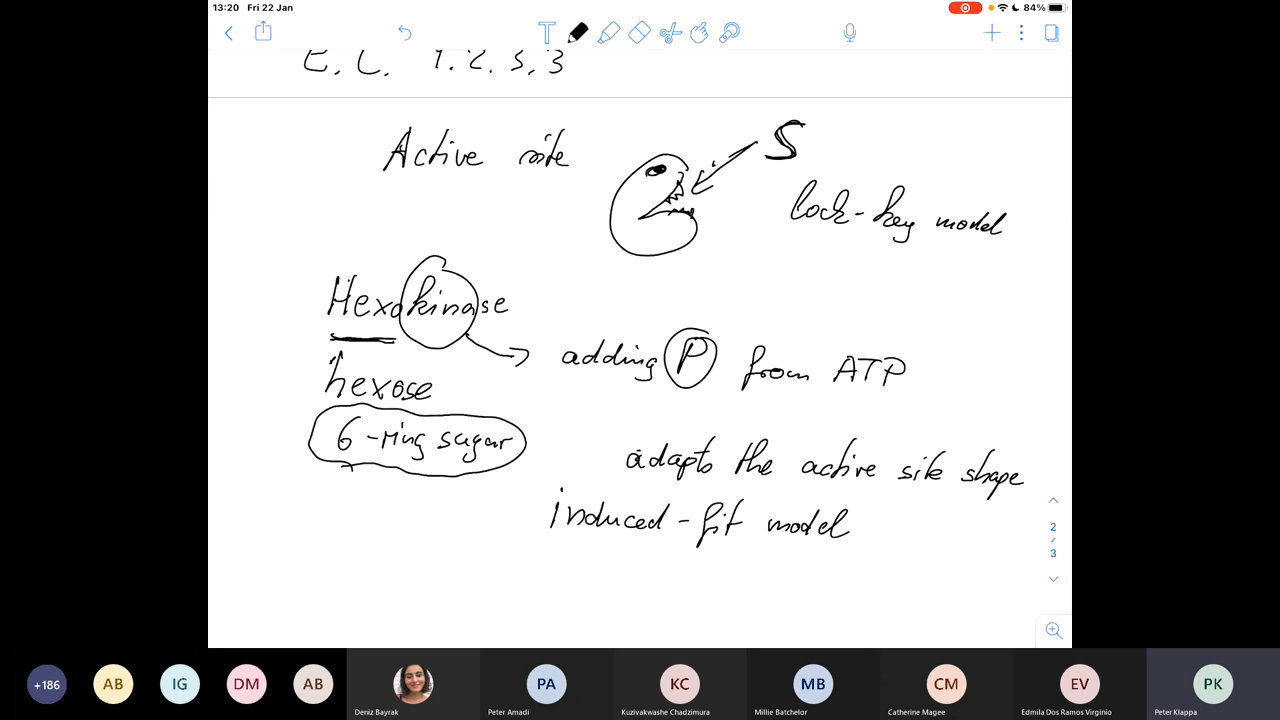 13:20 Fri 22 Jan
84%
T
E. C. 1. 2. 3. 3
Active site
S
lock-key model
Hexokinase
adding P from ATP
hexose
6-ring sugar
adapts the active site shape
induced-fit model
2
/
3
+186
AB
IG
DM
AB
PA
KC
MB
CM
EV
PK
Deniz Bayrak
Peter Amadi
Kuzivakwashe Chadzimura
Millie Batchelor
Catherine Magee
Edmila Dos Ramos Virginio
Peter Klappa